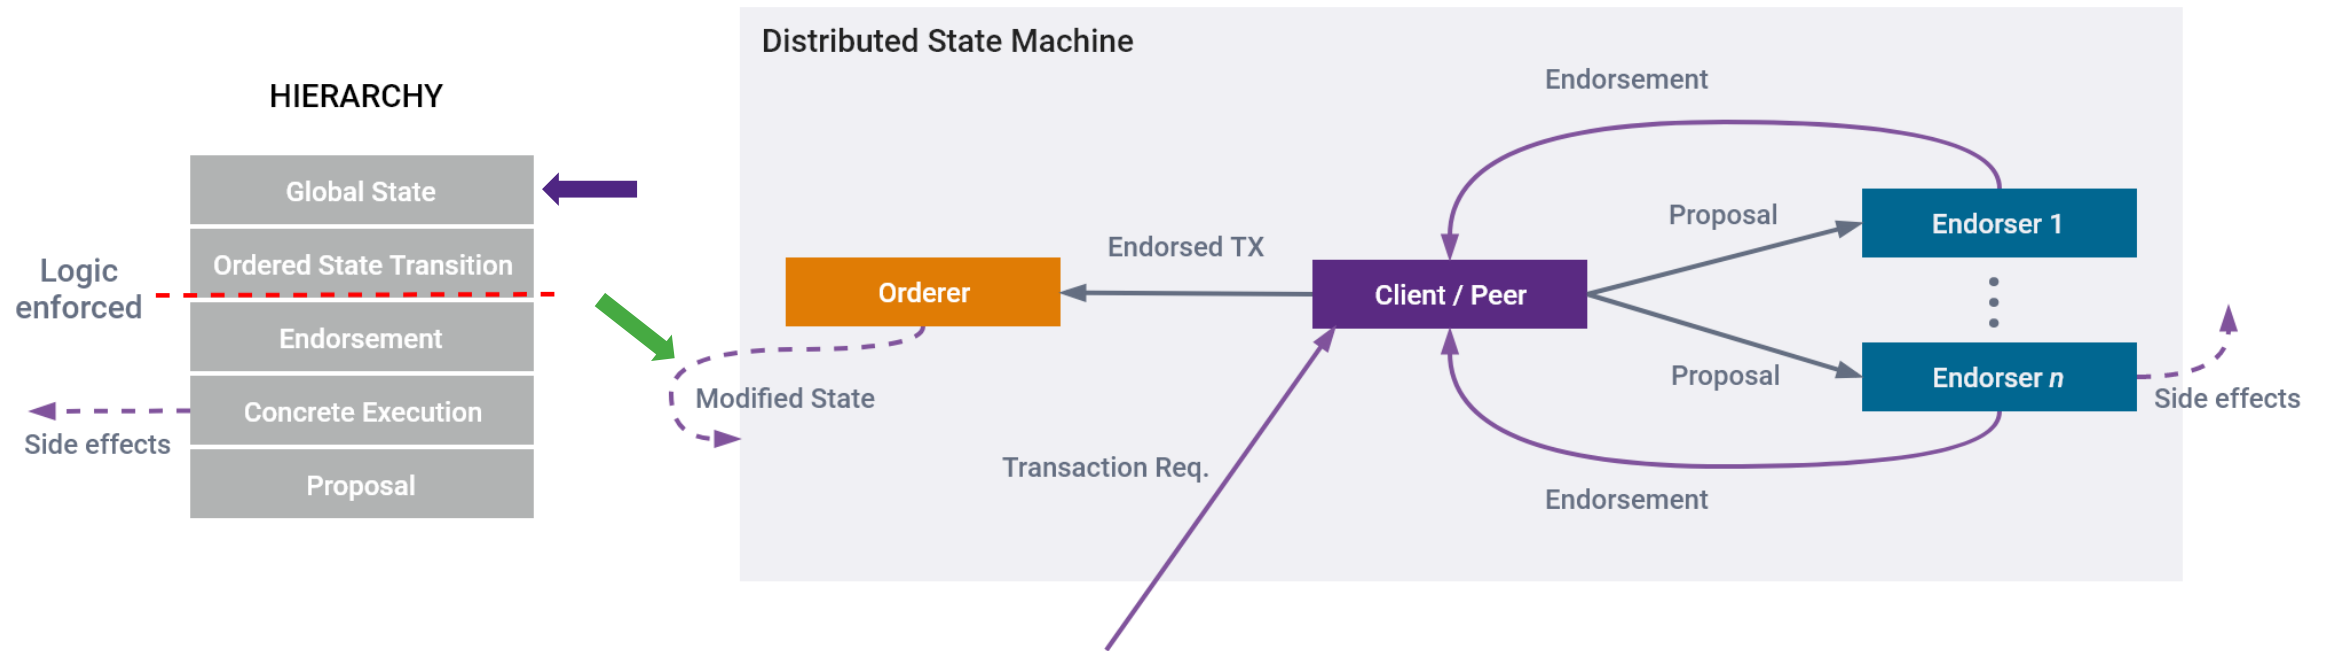 Distributed State Machine
HIERARCHY
Global State
Ordered State Transition
Endorsement
Concrete Execution
Proposal
Logic
enforced
Side effects
Orderer
Modified State
Endorsed TX
Client / Peer
Transaction Req.
Endorsement
Proposal
Proposal
Endorsement
Endorser 1
Endorser n
Side effects